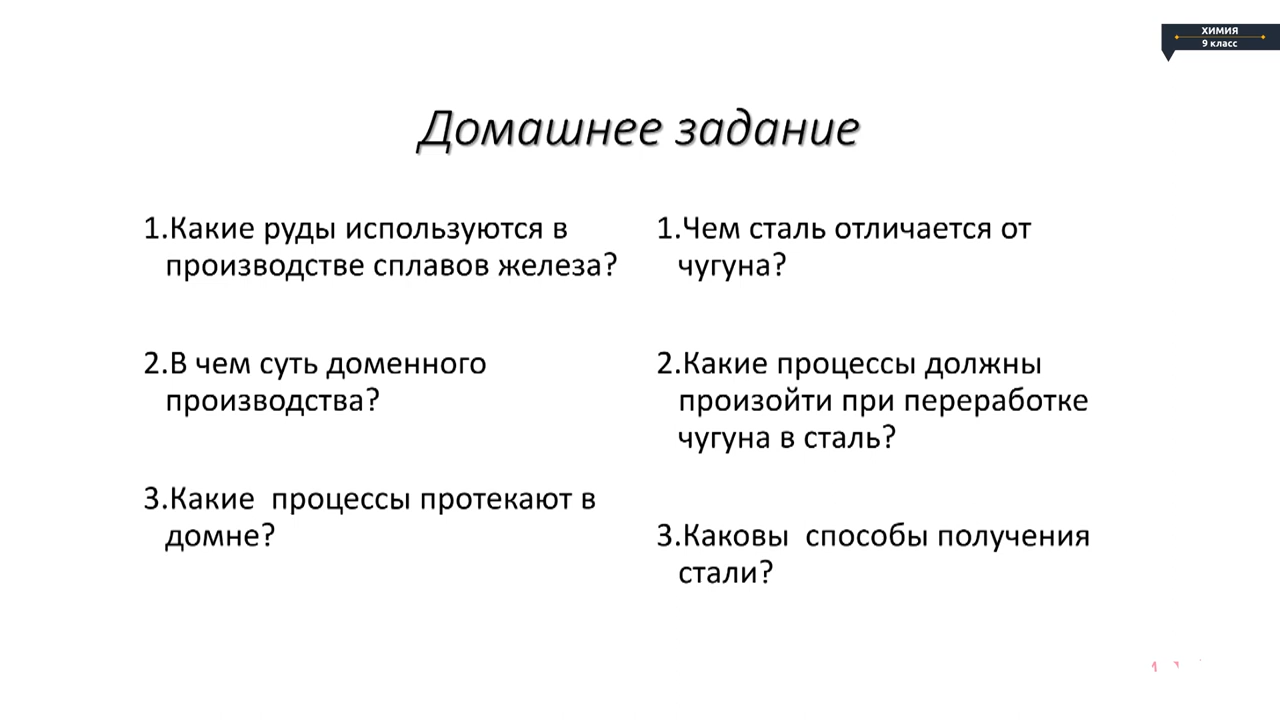 ХИМИЯ
9 класс
Домашнее задание
1.Какие руды используются в
производстве сплавов железа?
2.В чем суть доменного
производства?
3.Какие процессы протекают в
домне?
1.Чем сталь отличается от
чугуна?
2.Какие процессы должны
произойти при переработке
чугуна в сталь?
3.Каковы способы получения
стали?